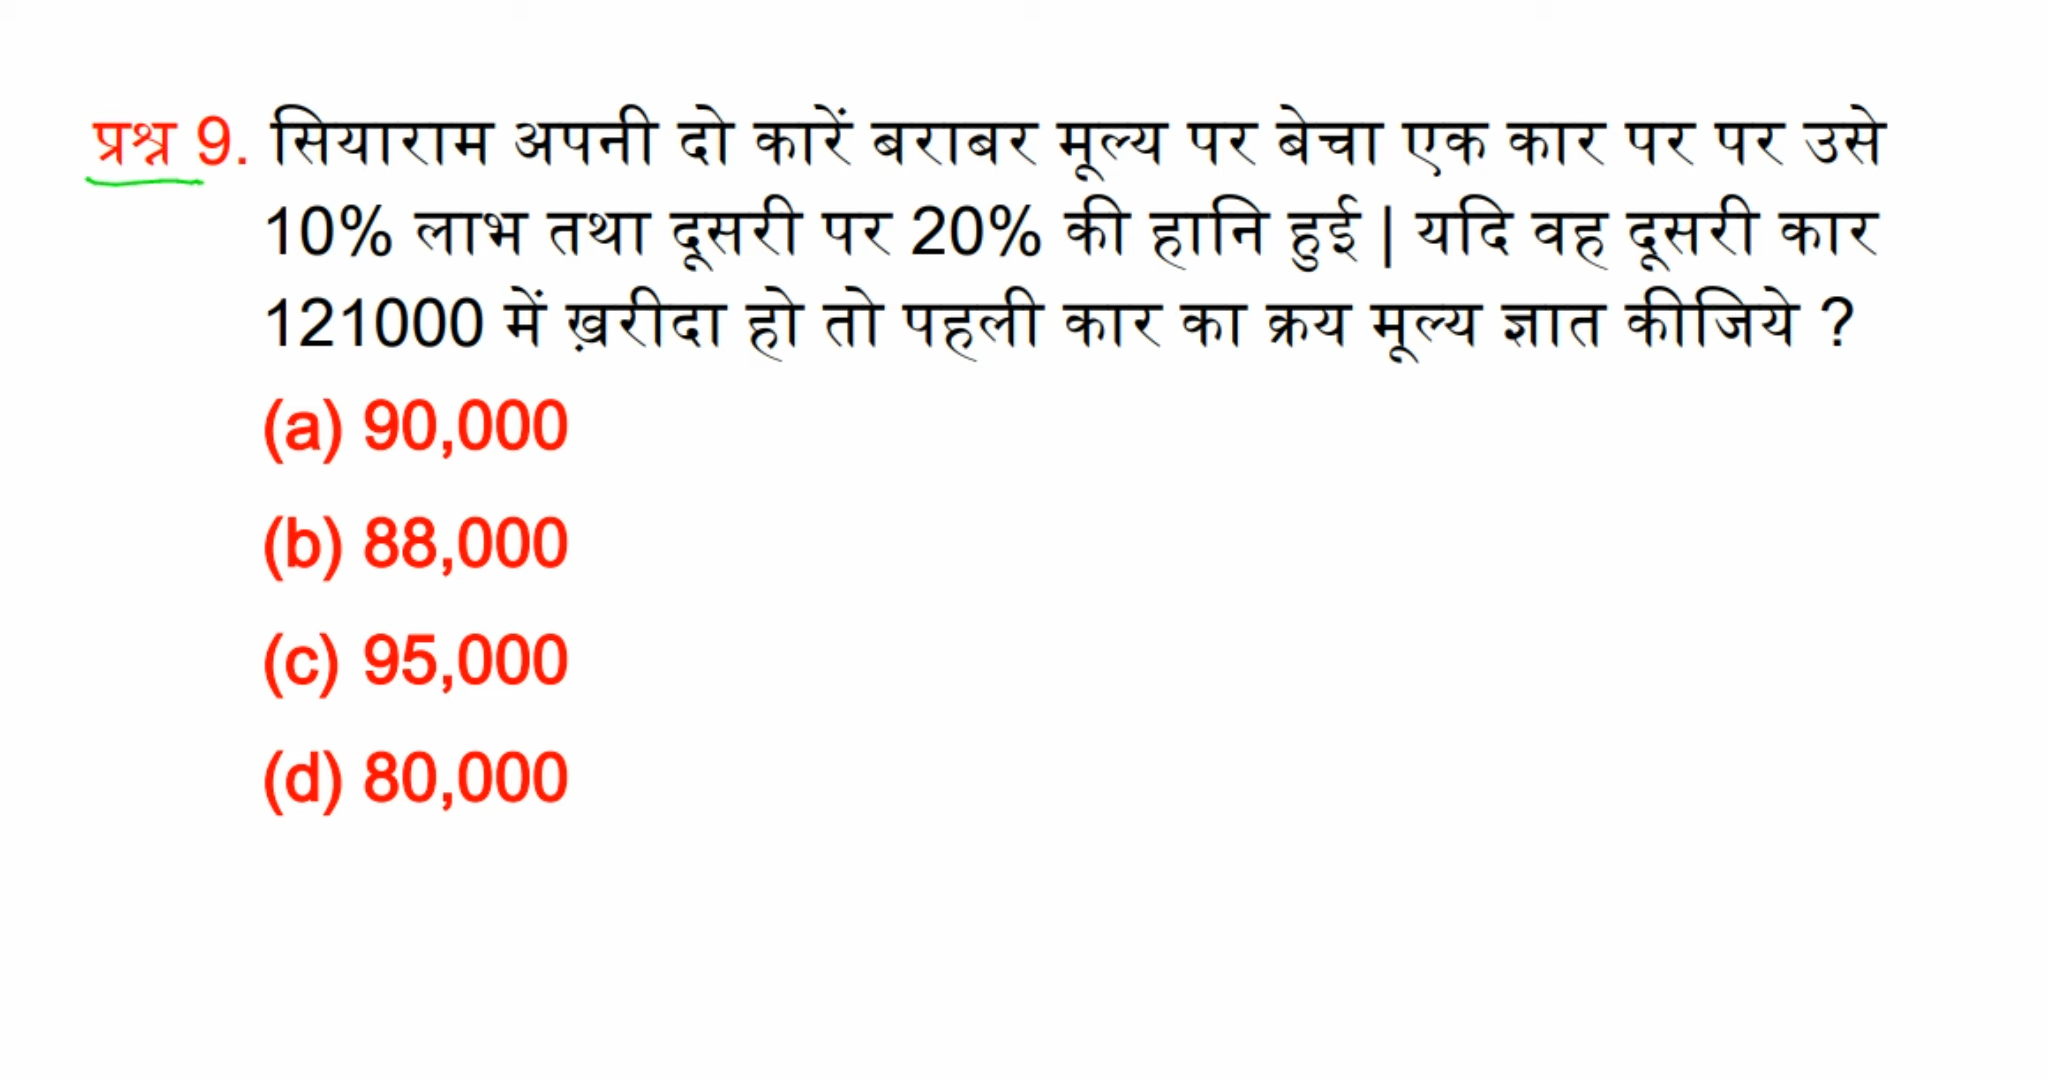 प्रश्न 9. सियाराम अपनी दो कारें बराबर मूल्य पर बेचा एक कार पर पर उसे
10% लाभ तथा दूसरी पर 20% की हानि हुई | यदि वह दूसरी कार
121000 में ख़रीदा हो तो पहली कार का क्रय मूल्य ज्ञात कीजिये ?
(a) 90,000
(b) 88,000
(c) 95,000
(d) 80,000